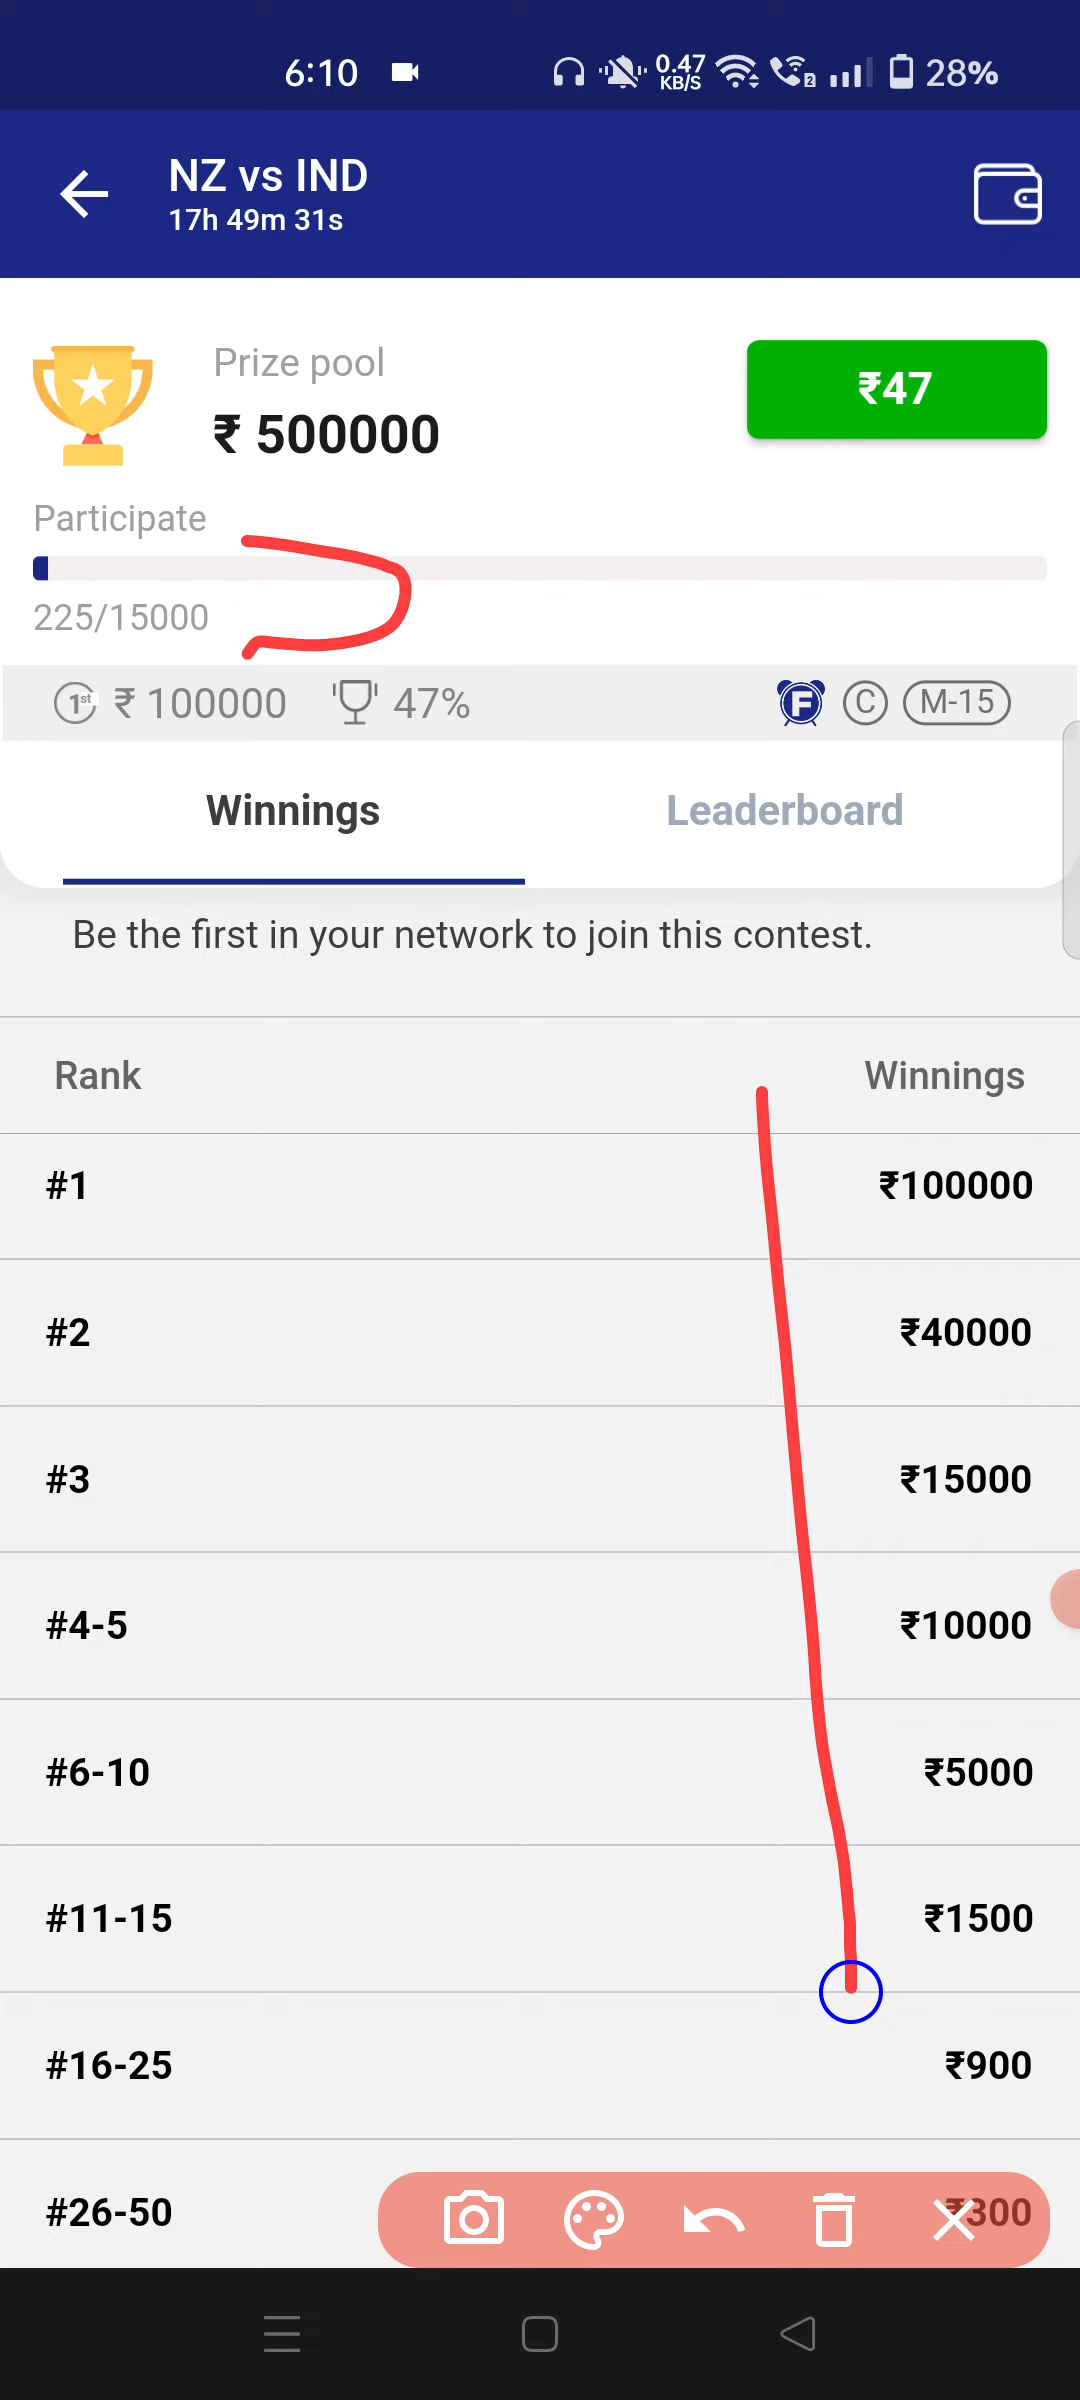 6:10 0.47 KB/S 2 28%
NZ vs IND
17h 49m 31s
Prize pool
₹ 500000
₹47
Participate
225/15000
1st ₹ 100000 47% F C M-15
Winnings Leaderboard
Be the first in your network to join this contest.
Rank Winnings
#1 ₹100000
#2 ₹40000
#3 ₹15000
#4-5 ₹10000
#6-10 ₹5000
#11-15 ₹1500
#16-25 ₹900
#26-50 ₹300